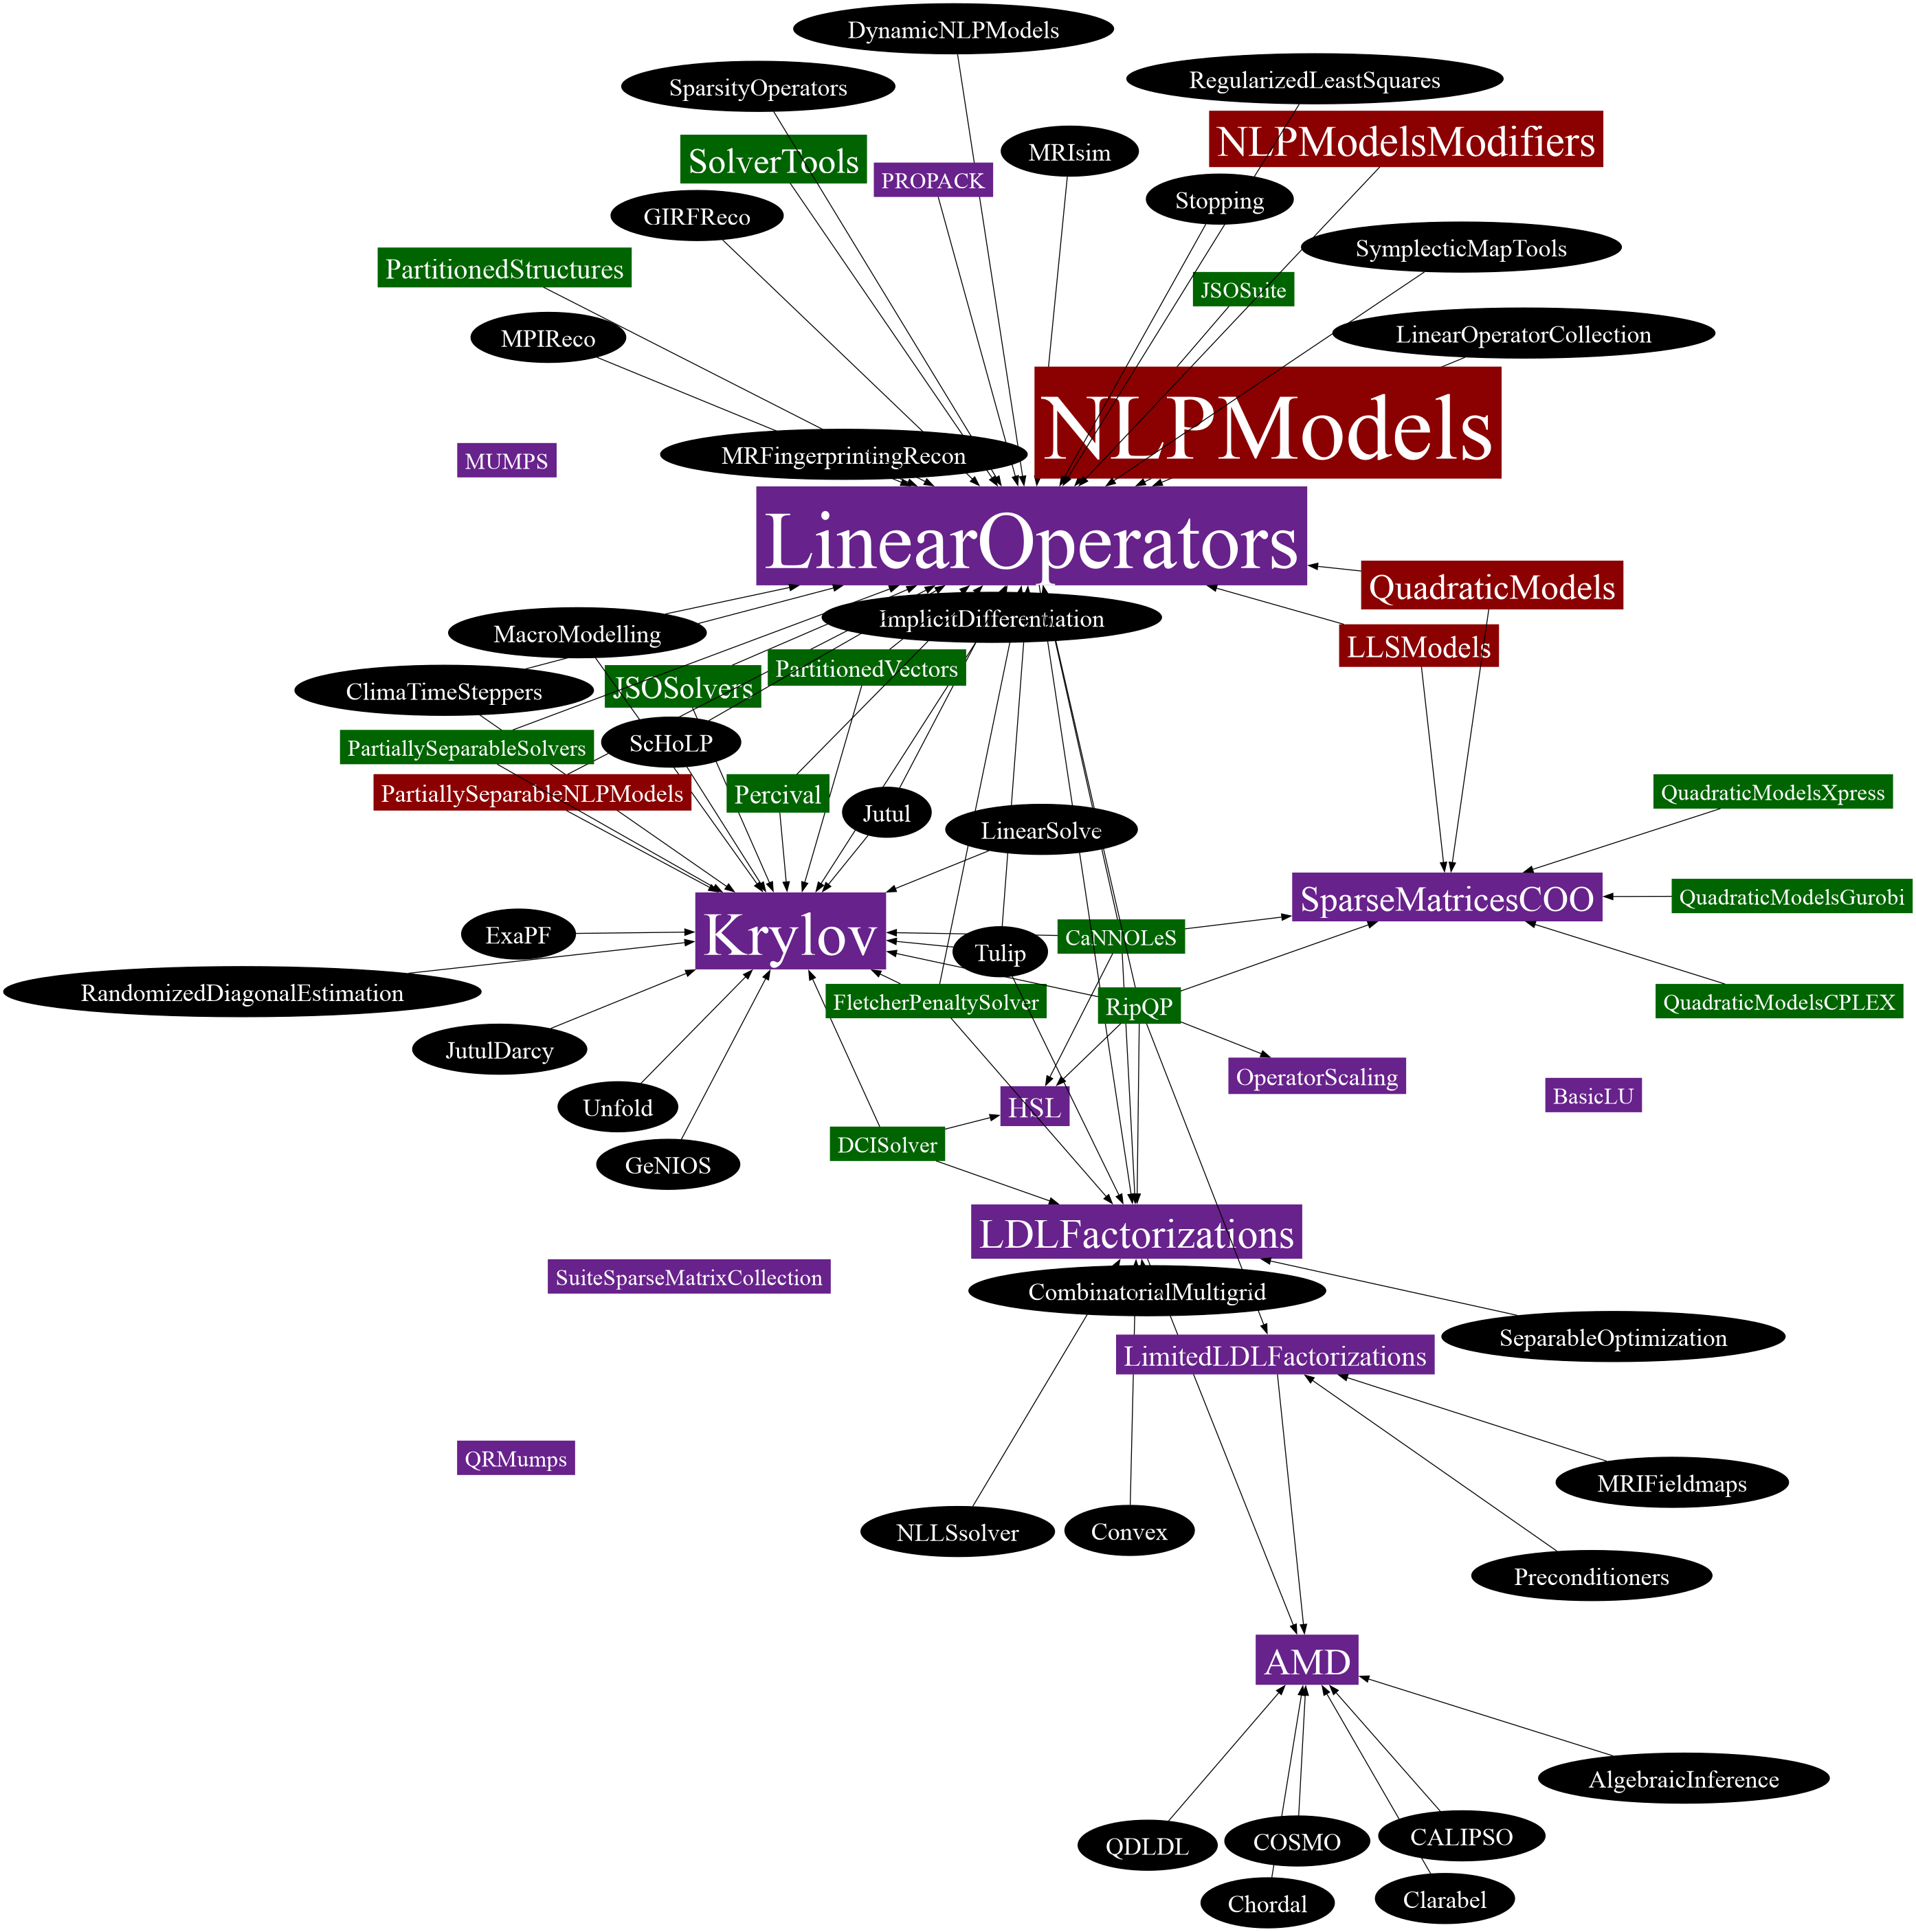 DynamicNLPModels
RegularizedLeastSquares
SparsityOperators
NLPModelsModifiers
MRIsim
SolverTools
PROPACK
Stopping
GIRFReco
SymplecticMapTools
PartitionedStructures
JSOSuite
LinearOperatorCollection
MPIReco
NLPModels
MRFingerprintingRecon
MUMPS
LinearOperators
QuadraticModels
ImplicitDifferentiation
MacroModelling
LLSModels
PartitionedVectors
JSOSolvers
ClimaTimeSteppers
ScHoLP
PartiallySeparableSolvers
PartiallySeparableNLPModels
Percival
QuadraticModelsXpress
Jutul
LinearSolve
SparseMatricesCOO
QuadraticModelsGurobi
Krylov
ExaPF
CaNNOLeS
Tulip
RandomizedDiagonalEstimation
FletcherPenaltySolver
RipQP
QuadraticModelsCPLEX
JutulDarcy
OperatorScaling
BasicLU
Unfold
HSL
DCISolver
GeNIOS
LDLFactorizations
SuiteSparseMatrixCollection
CombinatorialMultigrid
SeparableOptimization
LimitedLDLFactorizations
QRMumps
MRIFieldmaps
NLLSsolver
Convex
Preconditioners
AMD
AlgebraicInference
QDLDL
COSMO
CALIPSO
Chordal
Clarabel